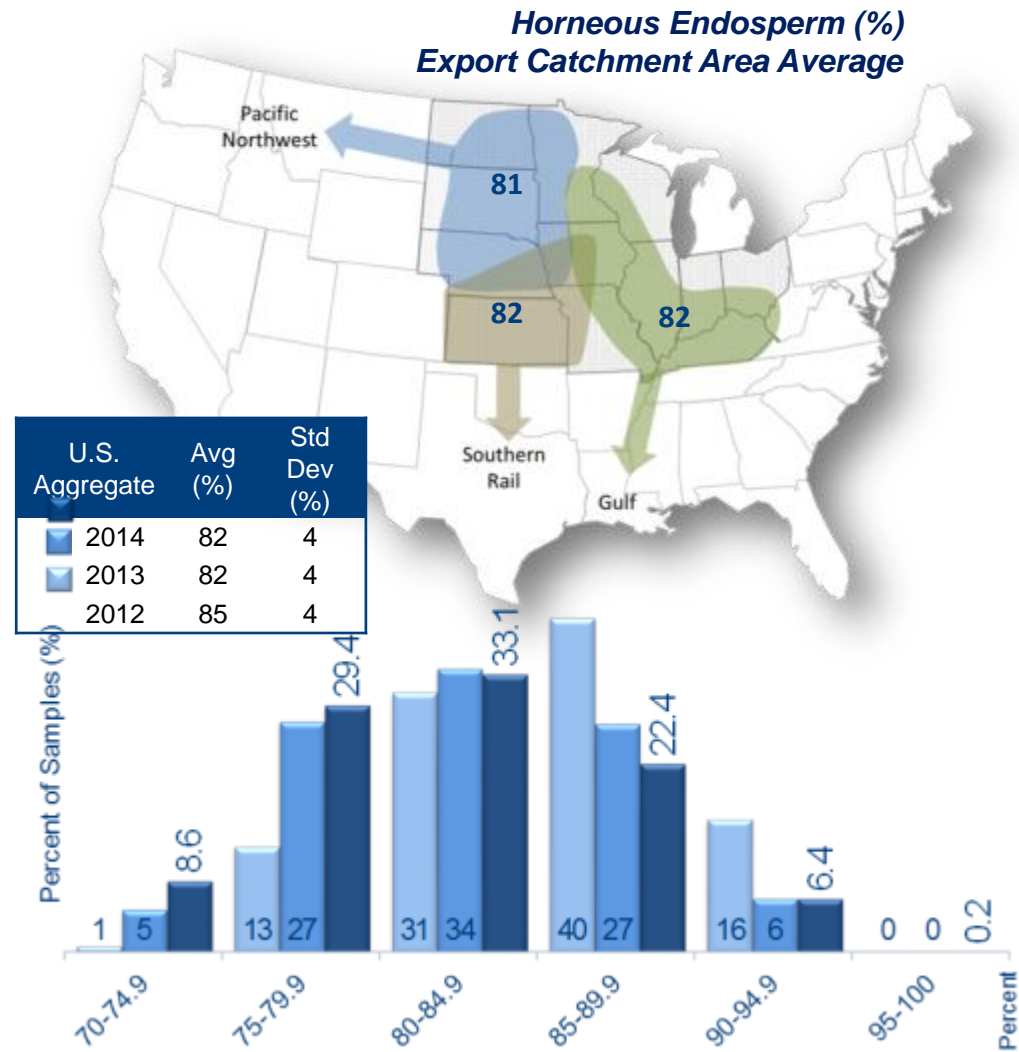 Horneous Endosperm (%)
Export Catchment Area Average
Pacific
Northwest
81
82
82
Southern
Rail
Gulf
U.S.
Aggregate
Avg
(%)
Std
Dev
(%)
2014 82 4
2013 82 4
2012 85 4
Percent of Samples (%)
1 5 8.6
13 27 29.4
31 34 33.1
40 27 22.4
16 6 6.4
0 0 0.2
70-74.9
75-79.9
80-84.9
85-89.9
90-94.9
95-100
Percent